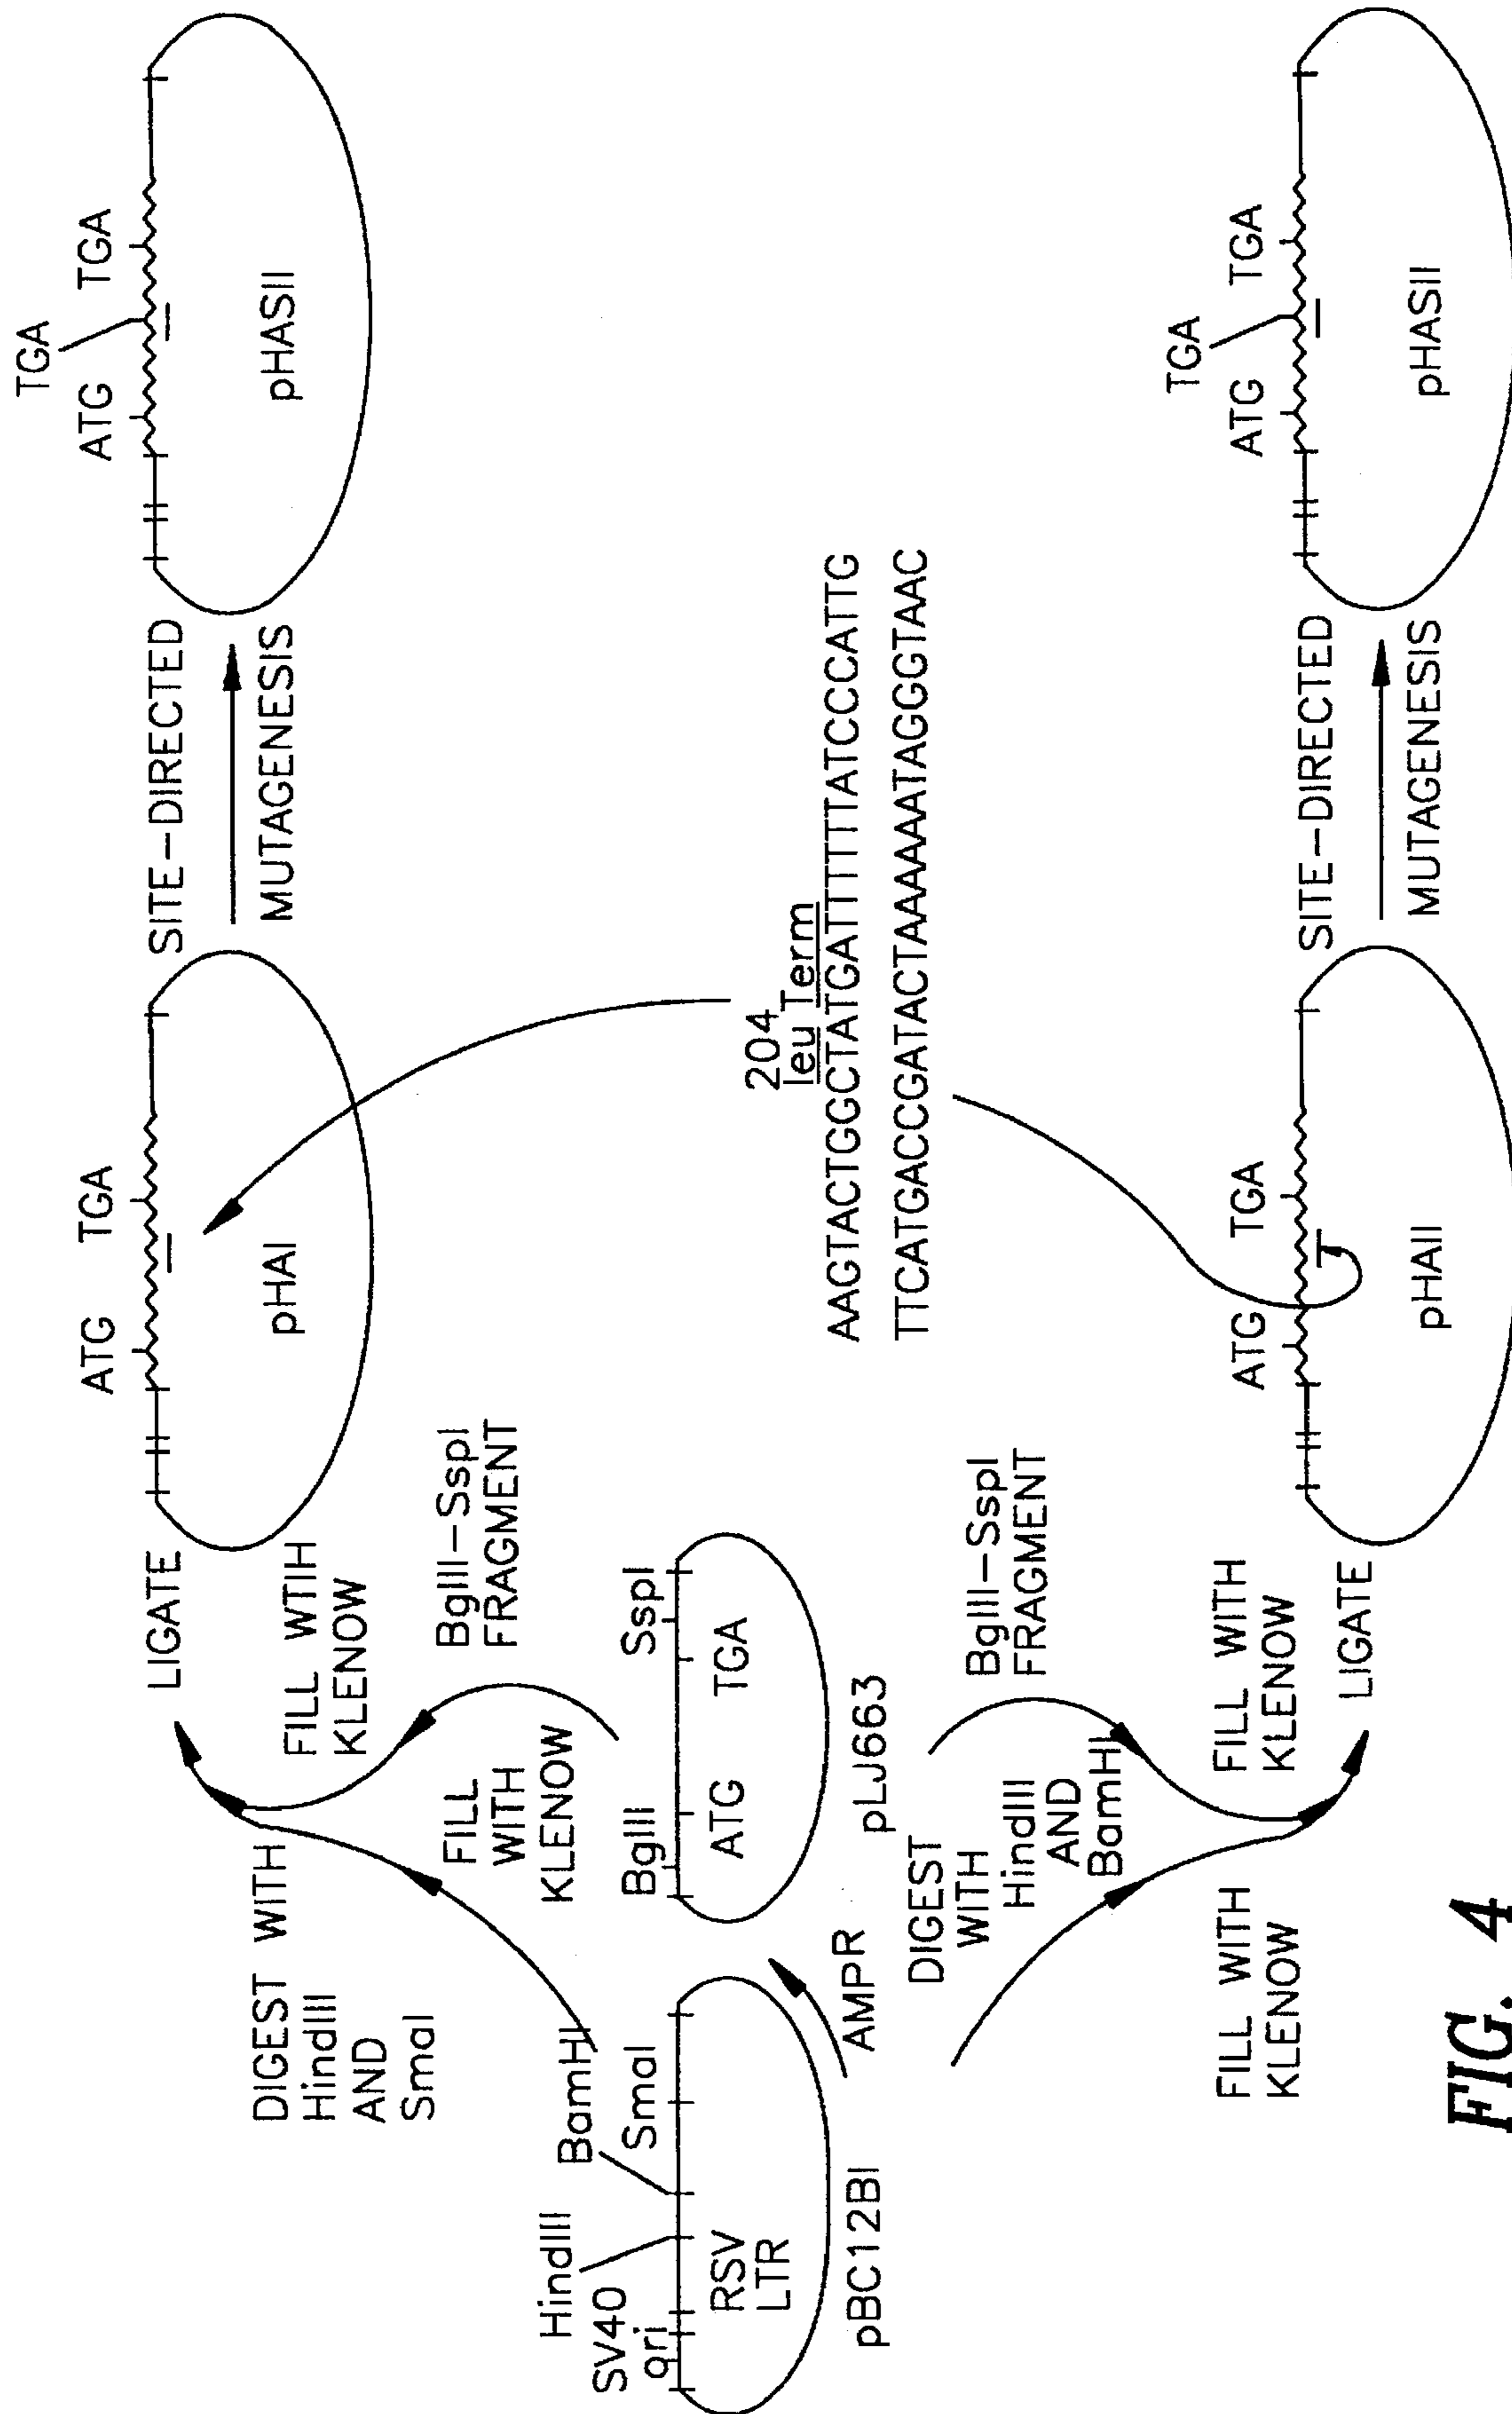 HindIII
SV40
ori
BamHI
SmaI
RSV
LTR
pBC12BI
AMPR
DIGEST WITH
HindIII
AND
SmaI
FILL
WITH
KLENOW
BglII
SspI
ATG
TGA
pLJ663
DIGEST
WITH
HindIII
AND
BamHI
FILL WITH
KLENOW
BglII-SspI
FRAGMENT
FILL WTIH
KLENOW
LIGATE
BglII-SspI
FRAGMENT
FILL WITH
KLENOW
LIGATE
ATG
TGA
pHAI
204
leu Term
AAGTACTGGCTATGATTTTTTATCCCATTG
TTCATGACCGATACTAAAAATAGGGTAAC
ATG
TGA
pHAII
SITE-DIRECTED
MUTAGENESIS
SITE-DIRECTED
MUTAGENESIS
TGA
ATG
TGA
pHASII
TGA
ATG
TGA
pHASII
FIG. 4